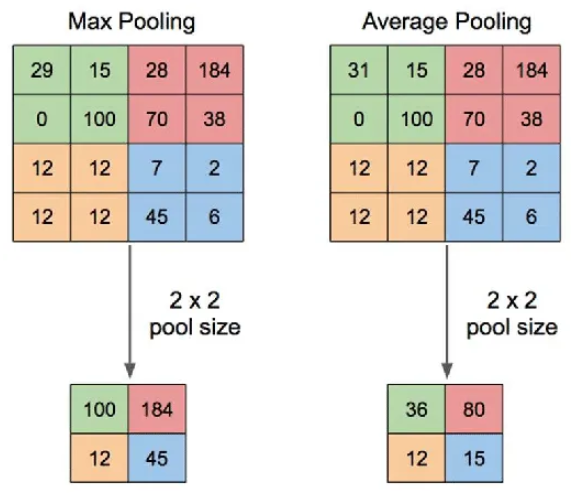 Max Pooling
29 15 28 184
0 100 70 38
12 12 7 2
12 12 45 6
2 x 2
pool size
100 184
12 45
Average Pooling
31 15 28 184
0 100 70 38
12 12 7 2
12 12 45 6
2 x 2
pool size
36 80
12 15